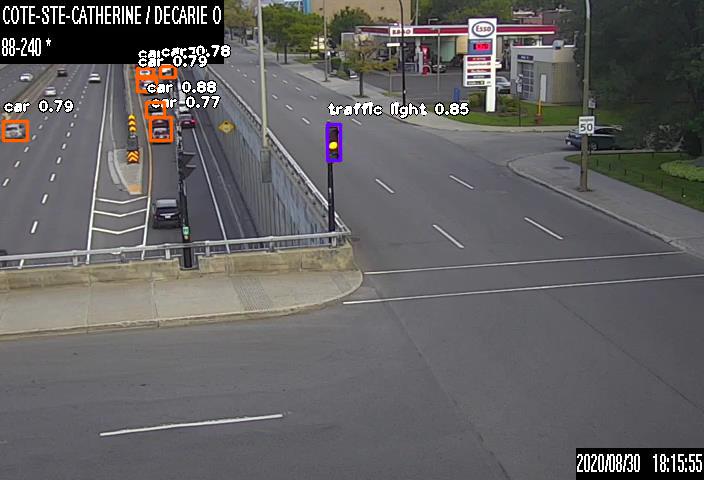 COTE-STE-CATHERINE / DECARIE O
88-240 *
car 0.78
car 0.79
car 0.88
car 0.77
car 0.79
traffic light 0.85
Esso
50
2020/08/30 18:15:55